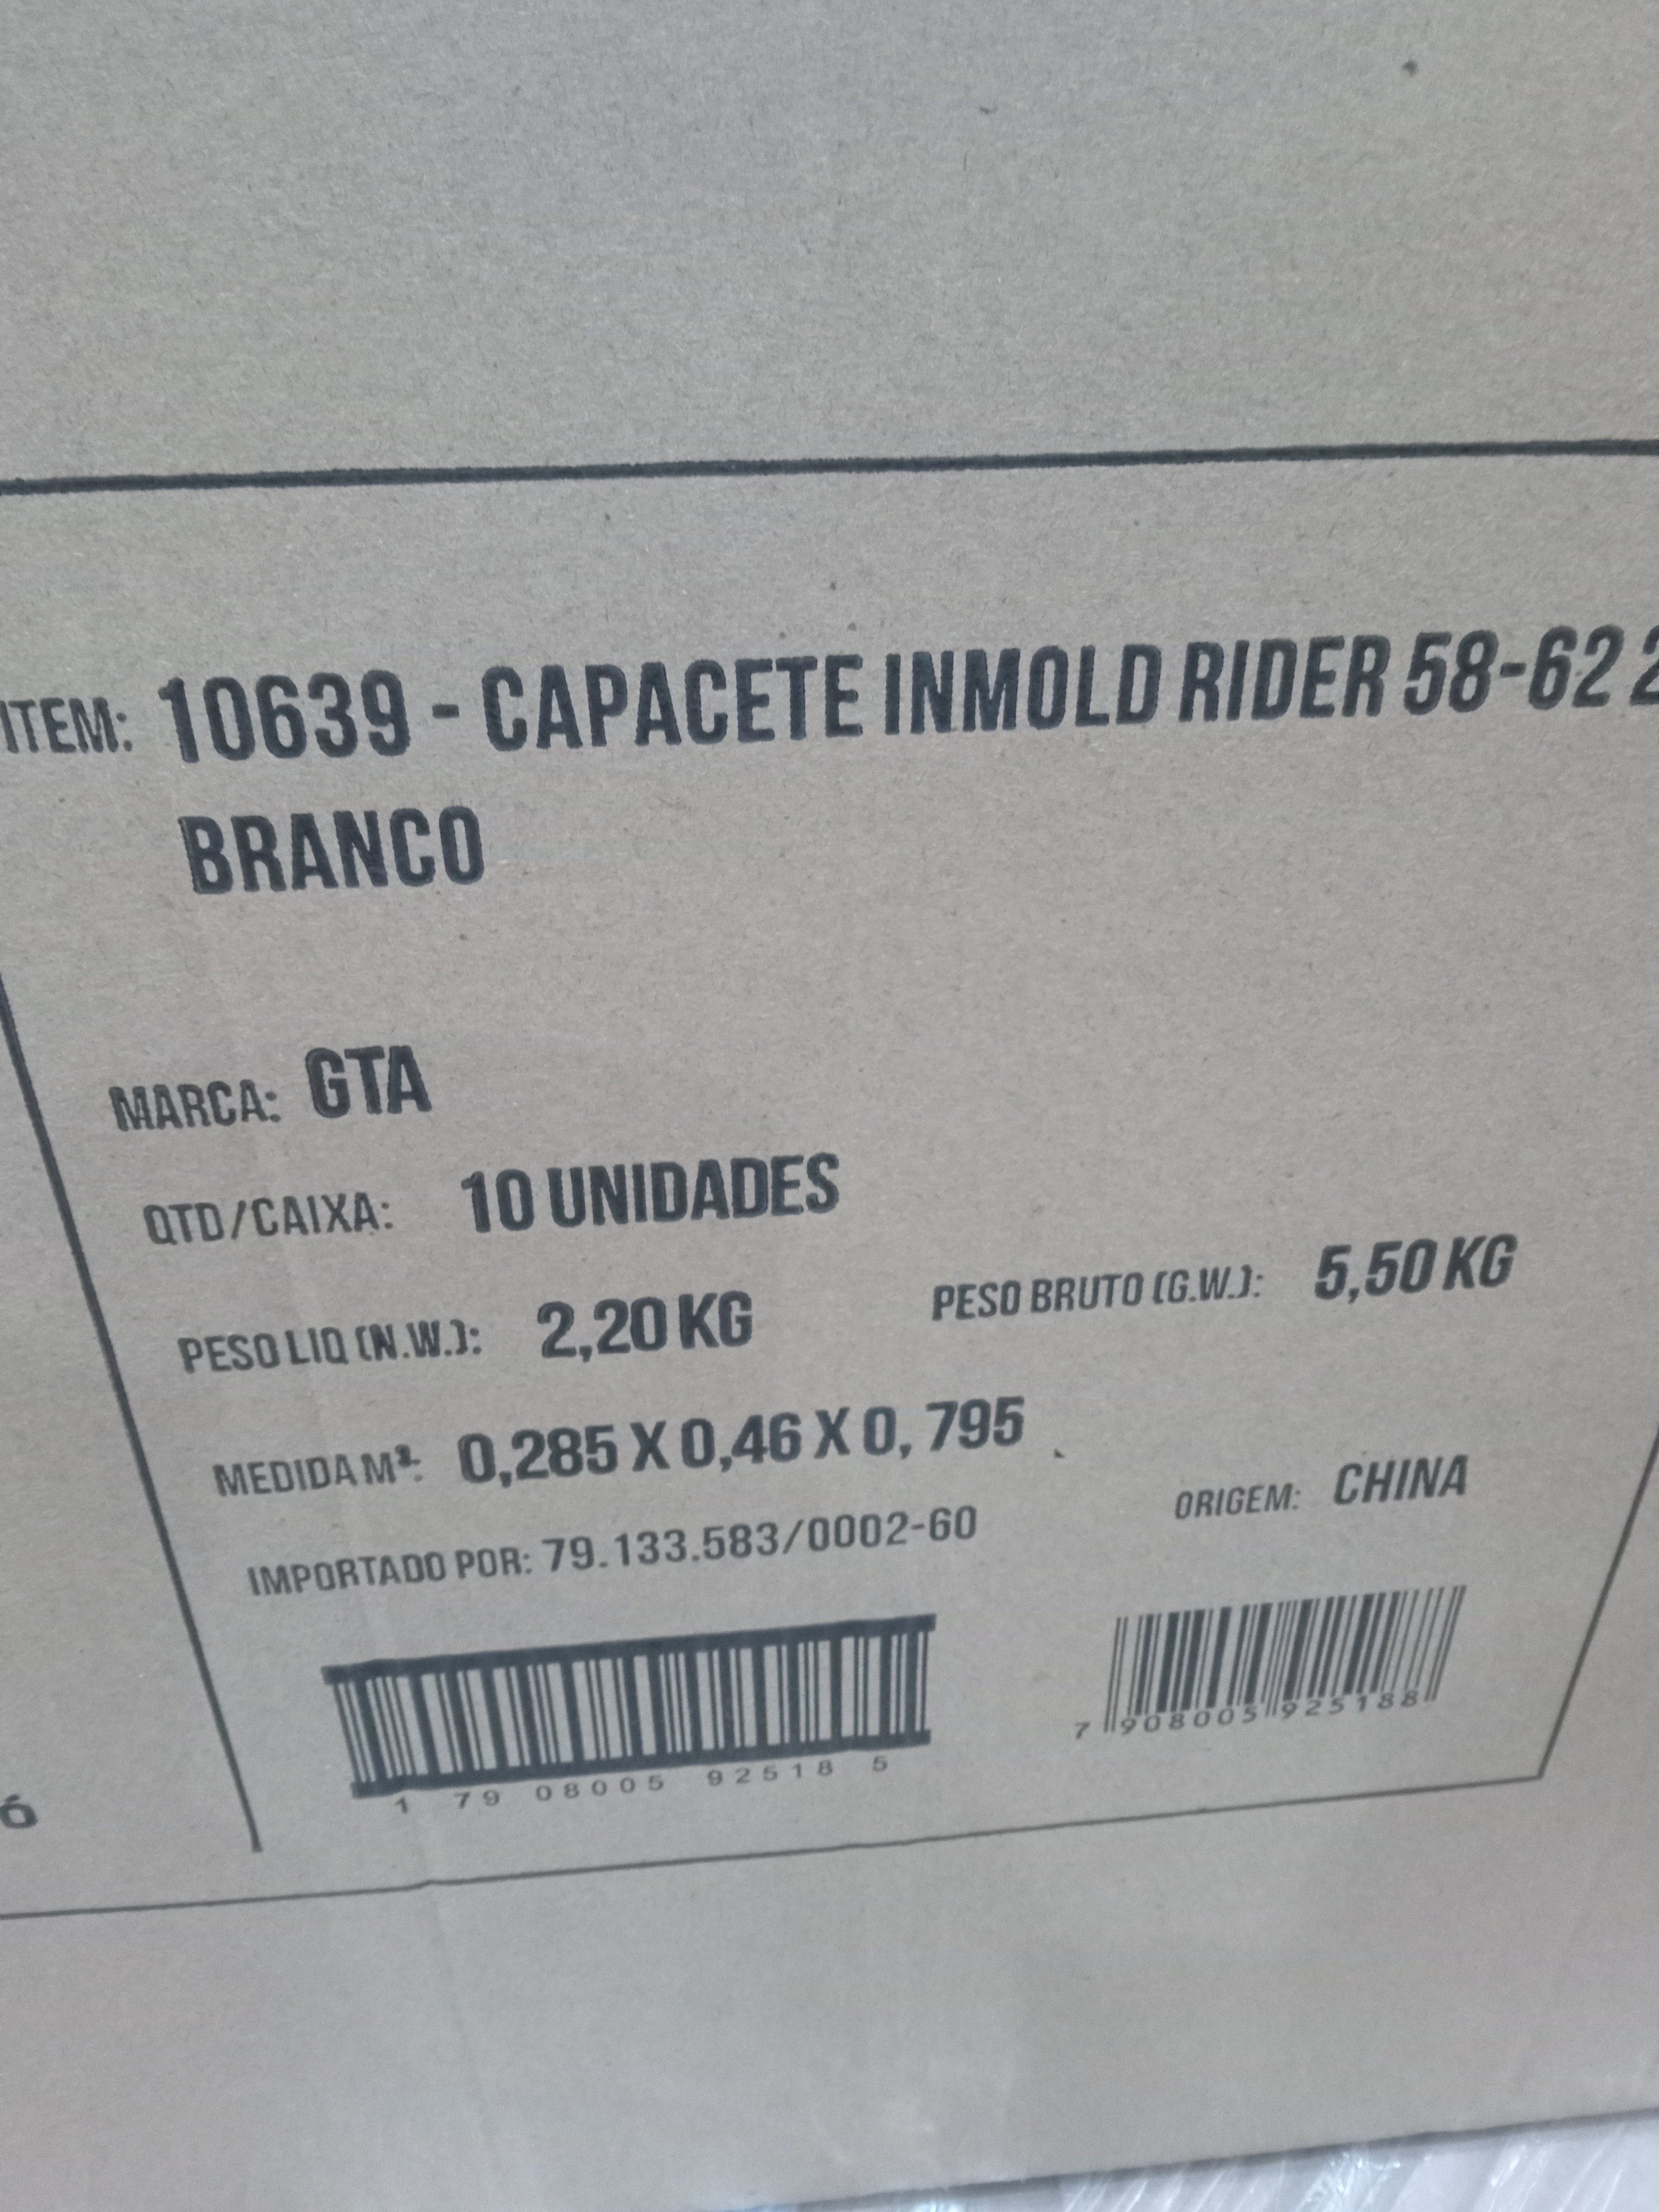 ITEM: 10639 - CAPACETE INMOLD RIDER 58-62 2
BRANCO
MARCA: GTA
QTD/CAIXA: 10 UNIDADES
PESO LIQ (N.W.): 2,20 KG PESO BRUTO (G.W.): 5,50 KG
MEDIDA M³: 0,285 X 0,46 X 0, 795
IMPORTADO POR: 79.133.583/0002-60 ORIGEM: CHINA
1 79 08005 92518 5
7 908005 925188